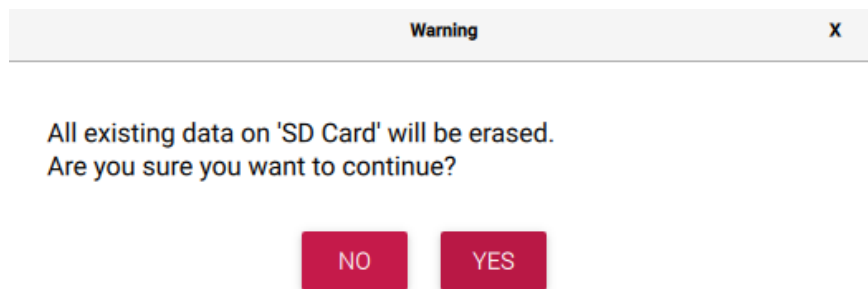 Warning X
All existing data on 'SD Card' will be erased.
Are you sure you want to continue?
NO YES